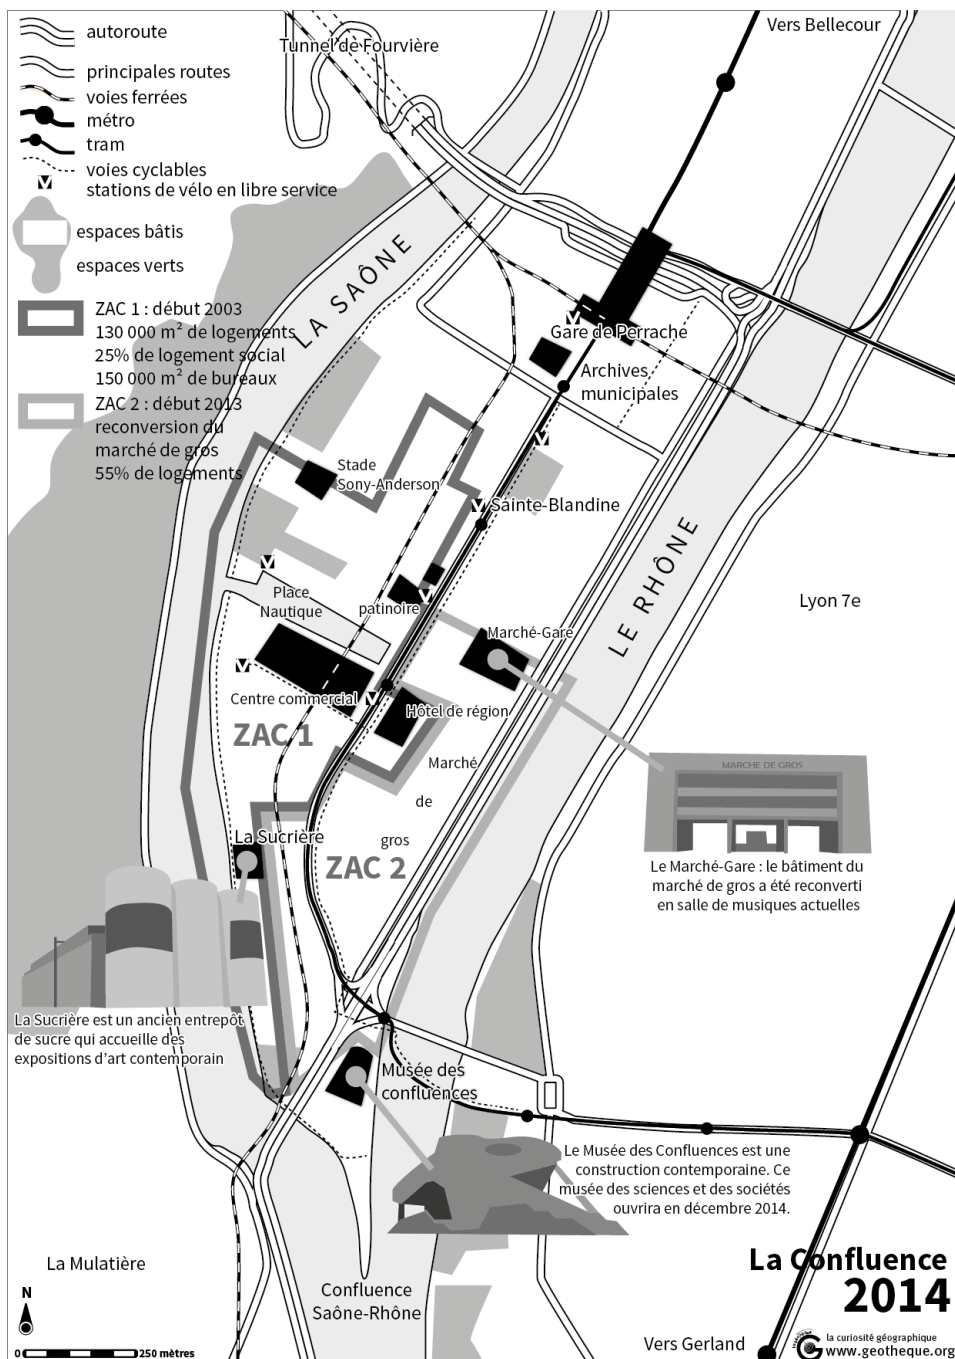 autoroute
principales routes
voies ferrées
métro
tram
voies cyclables
stations de vélo en libre service
espaces bâtis
espaces verts
ZAC 1 : début 2003
130 000 m² de logements
25% de logement social
150 000 m² de bureaux
ZAC 2 : début 2013
reconversion du
marché de gros
55% de logements
Tunnel de Fourvière
Vers Bellecour
LA SAÔNE
Gare de Perrache
Archives
municipales
Stade
Sony-Anderson
Sainte-Blandine
LE RHÔNE
Lyon 7e
Place
Nautique
patinoire
Marché-Gare
Centre commercial
Hôtel de région
ZAC 1
Marché
de
gros
ZAC 2
La Sucrière
MARCHE DE GROS
Le Marché-Gare : le bâtiment du
marché de gros a été reconverti
en salle de musiques actuelles
La Sucrière est un ancien entrepôt
de sucre qui accueille des
expositions d'art contemporain
Musée des
confluences
Le Musée des Confluences est une
construction contemporaine. Ce
musée des sciences et des sociétés
ouvrira en décembre 2014.
La Mulatière
Confluence
Saône-Rhône
La Confluence
2014
Vers Gerland
N
0 250 mètres
la curiosité géographique
www.geotheque.org